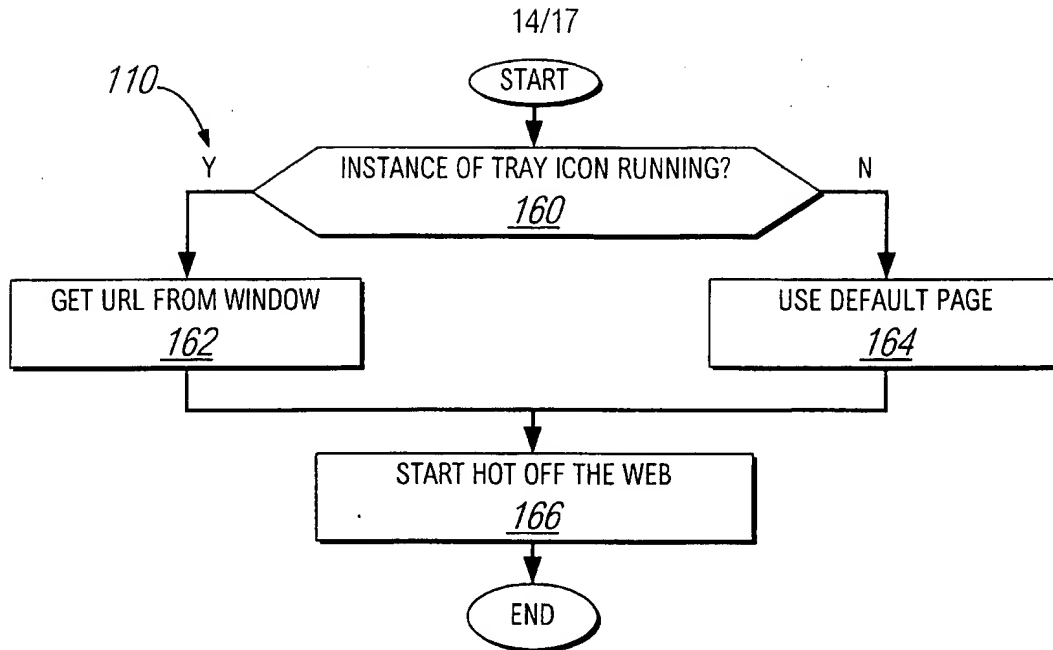 14/17
START
110
Y
INSTANCE OF TRAY ICON RUNNING?
N
160
GET URL FROM WINDOW
162
USE DEFAULT PAGE
164
START HOT OFF THE WEB
166
END